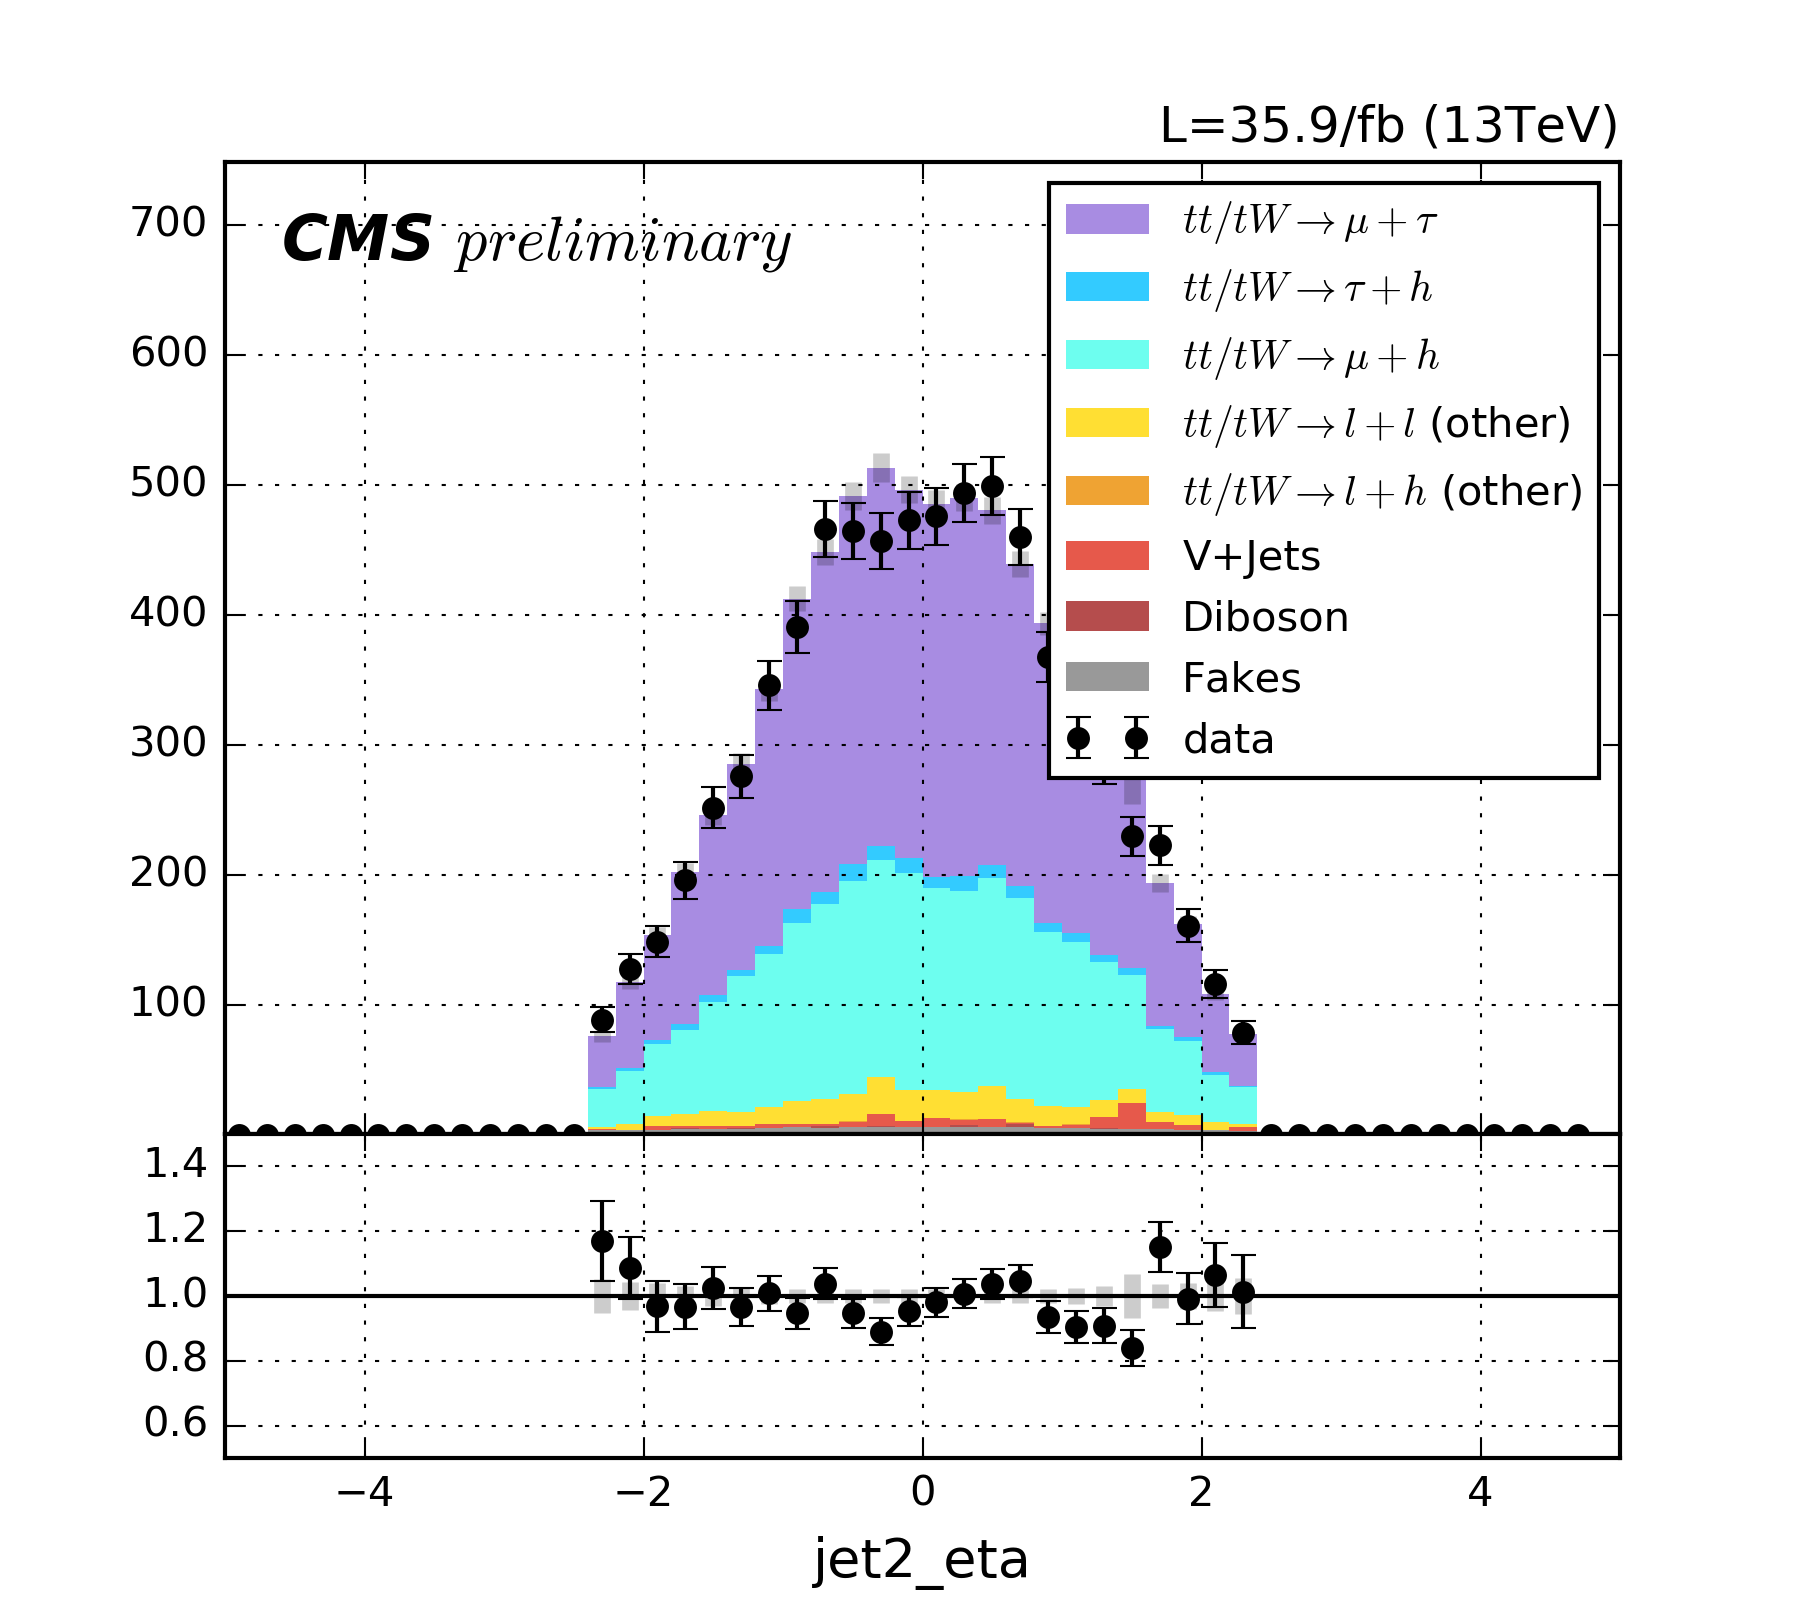 L=35.9/fb (13TeV)
CMS preliminary
700
600
500
400
300
200
100
tt/tW→μ+τ
tt/tW→τ+h
tt/tW→μ+h
tt/tW→l+l (other)
tt/tW→l+h (other)
V+Jets
Diboson
Fakes
data
1.4
1.2
1.0
0.8
0.6
−4 −2 0 2 4
jet2_eta